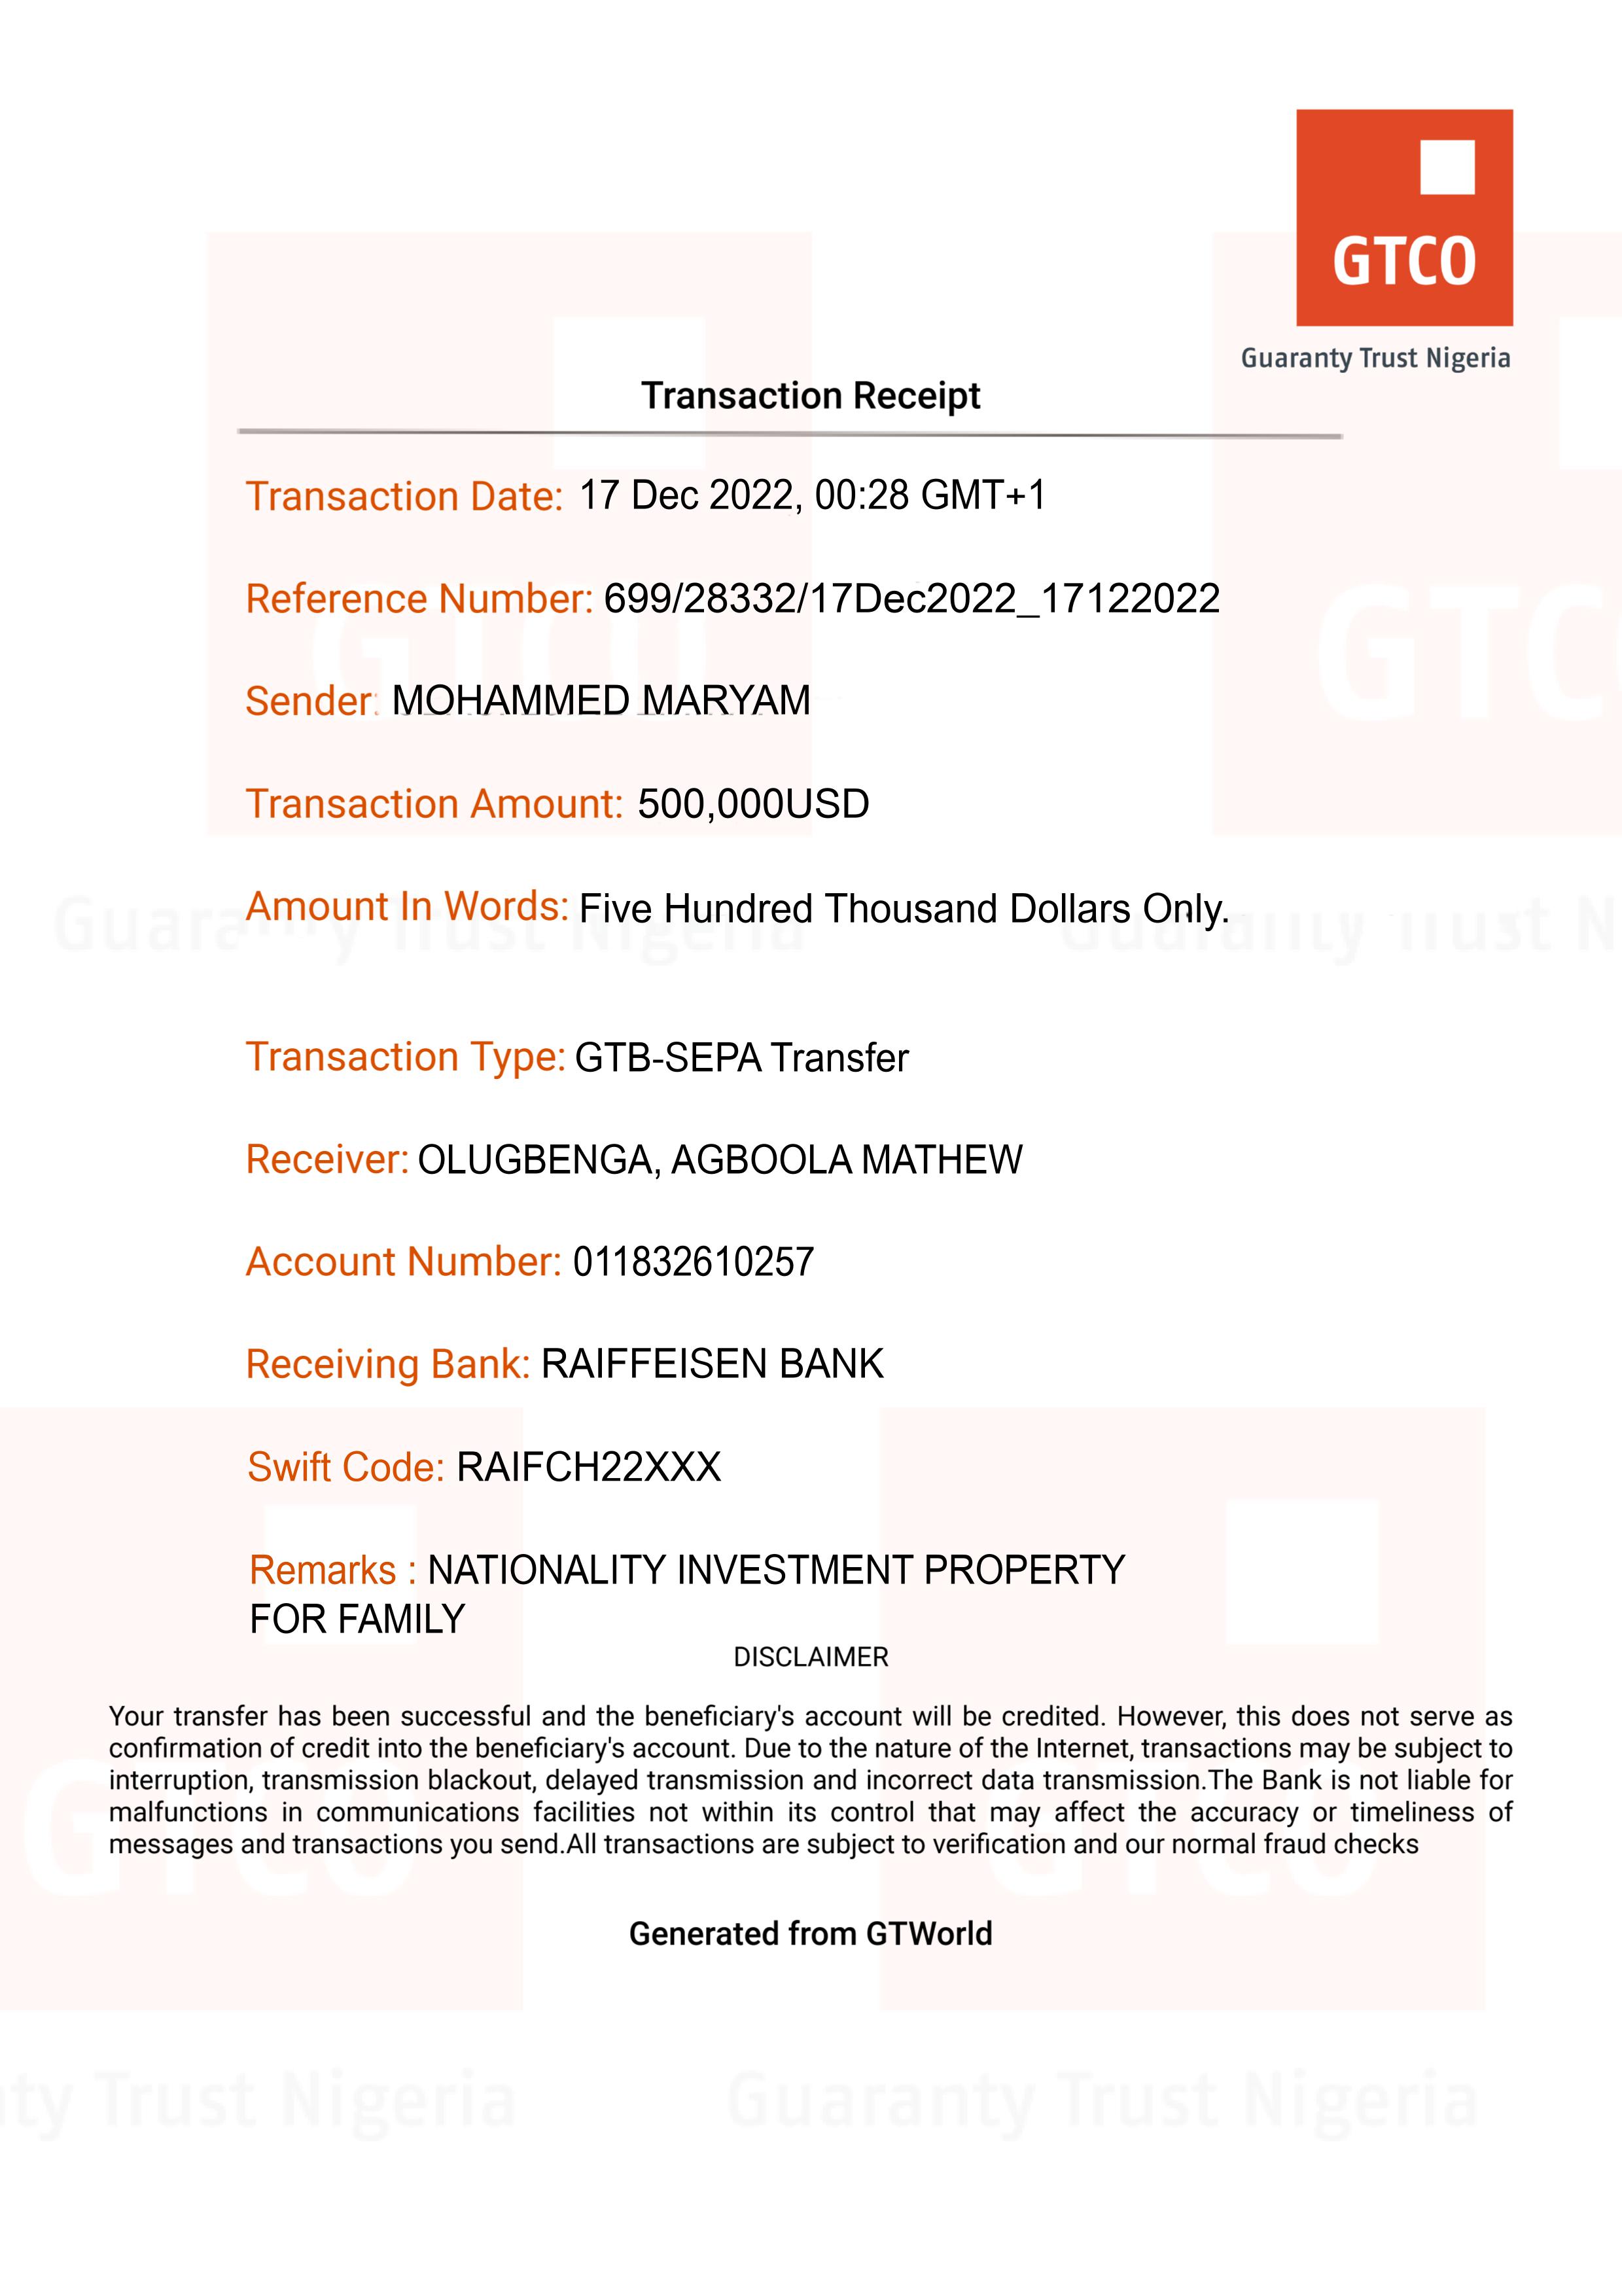 GTCO
Guaranty Trust Nigeria
Transaction Receipt
Transaction Date: 17 Dec 2022, 00:28 GMT+1
Reference Number: 699/28332/17Dec2022_17122022
Sender: MOHAMMED MARYAM
Transaction Amount: 500,000USD
Amount In Words: Five Hundred Thousand Dollars Only.
Transaction Type: GTB-SEPA Transfer
Receiver: OLUGBENGA, AGBOOLA MATHEW
Account Number: 011832610257
Receiving Bank: RAIFFEISEN BANK
Swift Code: RAIFCH22XXX
Remarks : NATIONALITY INVESTMENT PROPERTY
FOR FAMILY
DISCLAIMER
Your transfer has been successful and the beneficiary's account will be credited. However, this does not serve as
confirmation of credit into the beneficiary's account. Due to the nature of the Internet, transactions may be subject to
interruption, transmission blackout, delayed transmission and incorrect data transmission.The Bank is not liable for
malfunctions in communications facilities not within its control that may affect the accuracy or timeliness of
messages and transactions you send.All transactions are subject to verification and our normal fraud checks
Generated from GTWorld
Guaranty Trust Nigeria